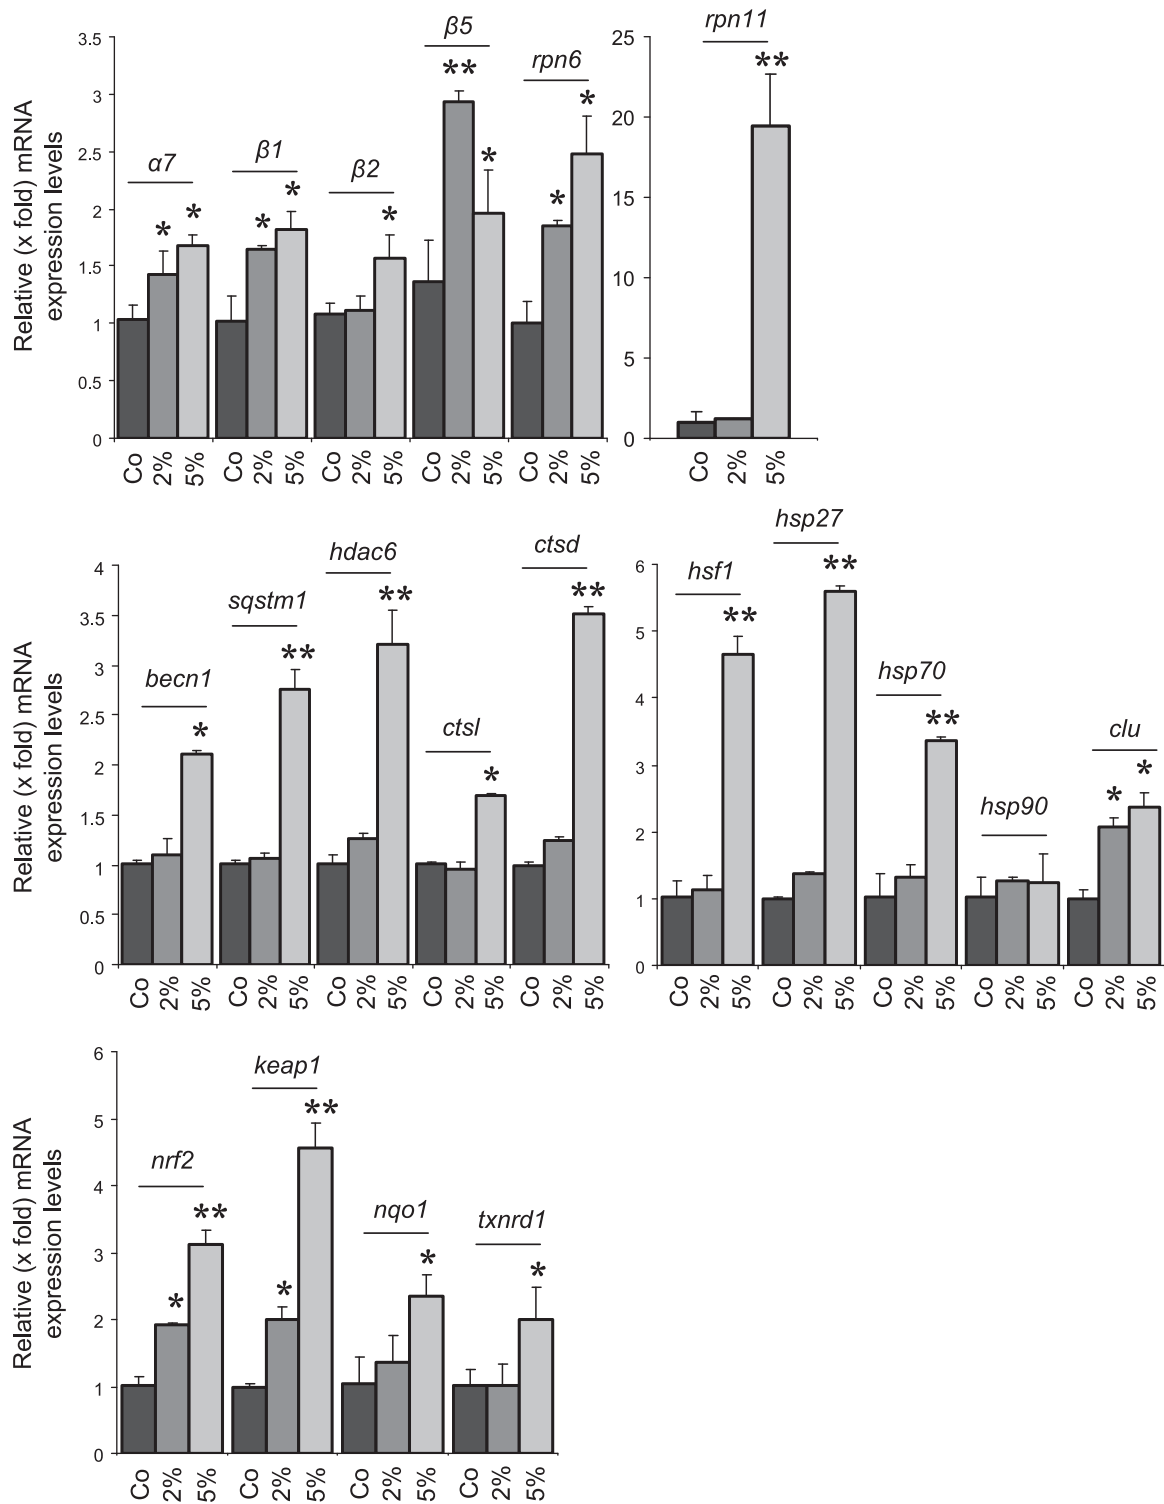 α7
β1
β2
β5
rpn6
rpn11
Relative (x fold) mRNA
expression levels
3.5
3
2.5
2
1.5
1
0.5
0
25
20
15
10
5
0
* * * * * ** * * * **
Co 2% 5% Co 2% 5% Co 2% 5% Co 2% 5% Co 2% 5% Co 2% 5%
becn1
sqstm1
hdac6
ctsl
ctsd
hsf1
hsp27
hsp70
hsp90
clu
Relative (x fold) mRNA
expression levels
4
3.5
3
2.5
2
1.5
1
0.5
0
6
5
4
3
2
1
0
* ** ** * ** ** ** ** * *
Co 2% 5% Co 2% 5% Co 2% 5% Co 2% 5% Co 2% 5% Co 2% 5% Co 2% 5% Co 2% 5% Co 2% 5% Co 2% 5%
nrf2
keap1
nqo1
txnrd1
Relative (x fold) mRNA
expression levels
6
5
4
3
2
1
0
* ** * ** * *
Co 2% 5% Co 2% 5% Co 2% 5% Co 2% 5%